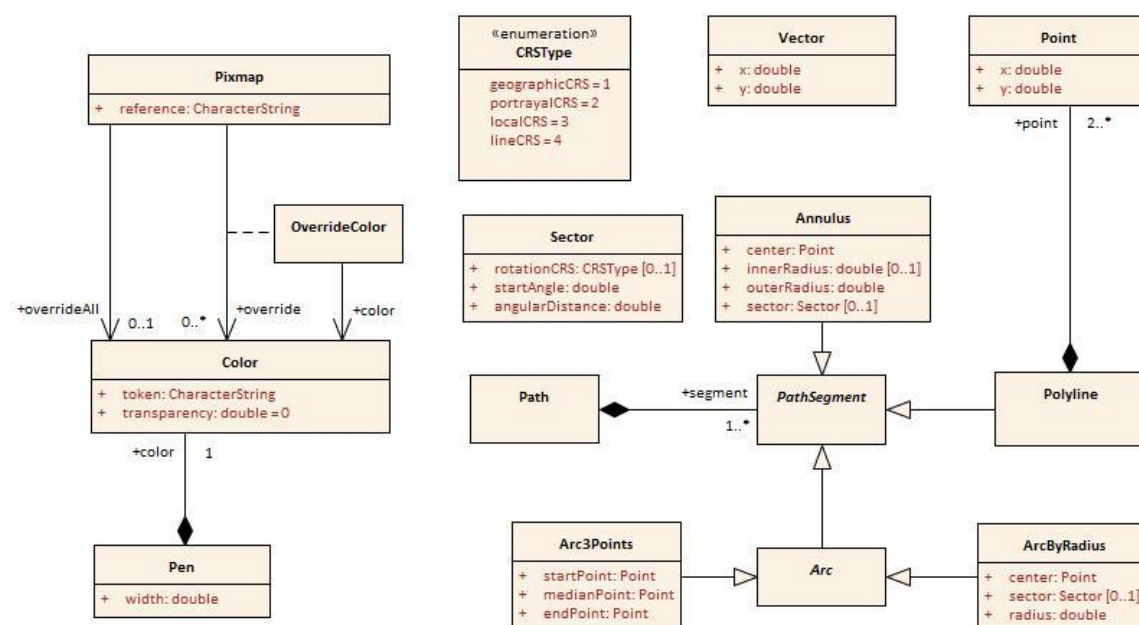 Pixmap
+ reference: CharacterString
«enumeration»
CRSType
geographicCRS = 1
portrayalCRS = 2
localCRS = 3
lineCRS = 4
Vector
+ x: double
+ y: double
Point
+ x: double
+ y: double
+point 2..*
OverrideColor
Sector
+ rotationCRS: CRSType [0..1]
+ startAngle: double
+ angularDistance: double
Annulus
+ center: Point
+ innerRadius: double [0..1]
+ outerRadius: double
+ sector: Sector [0..1]
+overrideAll 0..1 0..* +override +color
Color
+ token: CharacterString
+ transparency: double = 0
Path
+segment
1..*
PathSegment
Polyline
+color 1
Pen
+ width: double
Arc3Points
+ startPoint: Point
+ medianPoint: Point
+ endPoint: Point
Arc
ArcByRadius
+ center: Point
+ sector: Sector [0..1]
+ radius: double